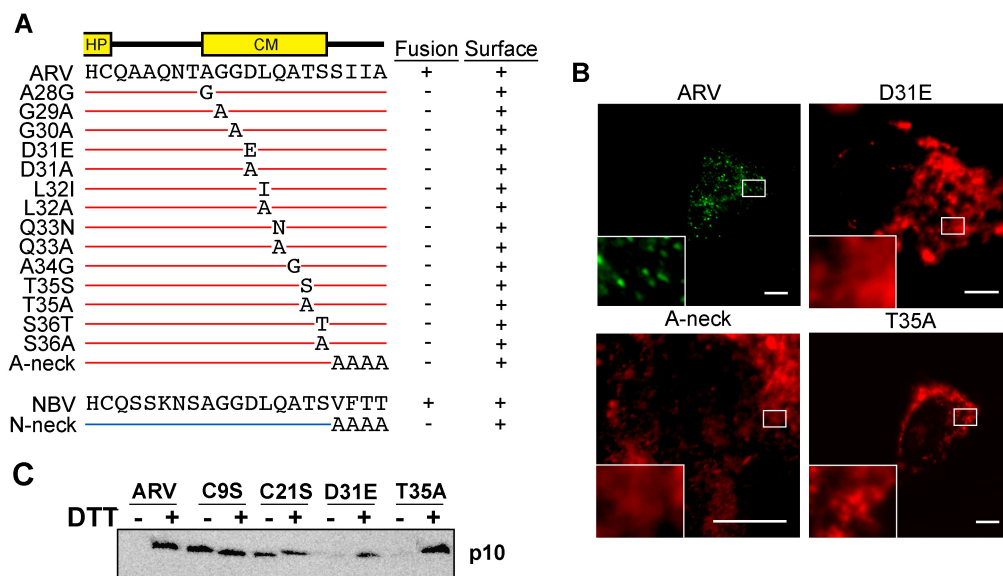 A
HP CM Fusion Surface
ARV HCQAAQNTAGGDLQATSSIIA + +
A28G G - +
G29A A - +
G30A A - +
D31E E - +
D31A A - +
L32I I - +
L32A A - +
Q33N N - +
Q33A A - +
A34G G - +
T35S S - +
T35A A - +
S36T T - +
S36A A - +
A-neck AAAA - +
NBV HCQSSKNSAGGDLQATSVFTT + +
N-neck AAAA - +
B
ARV D31E
A-neck T35A
C
ARV C9S C21S D31E T35A
DTT - + - + - + - + - +
p10